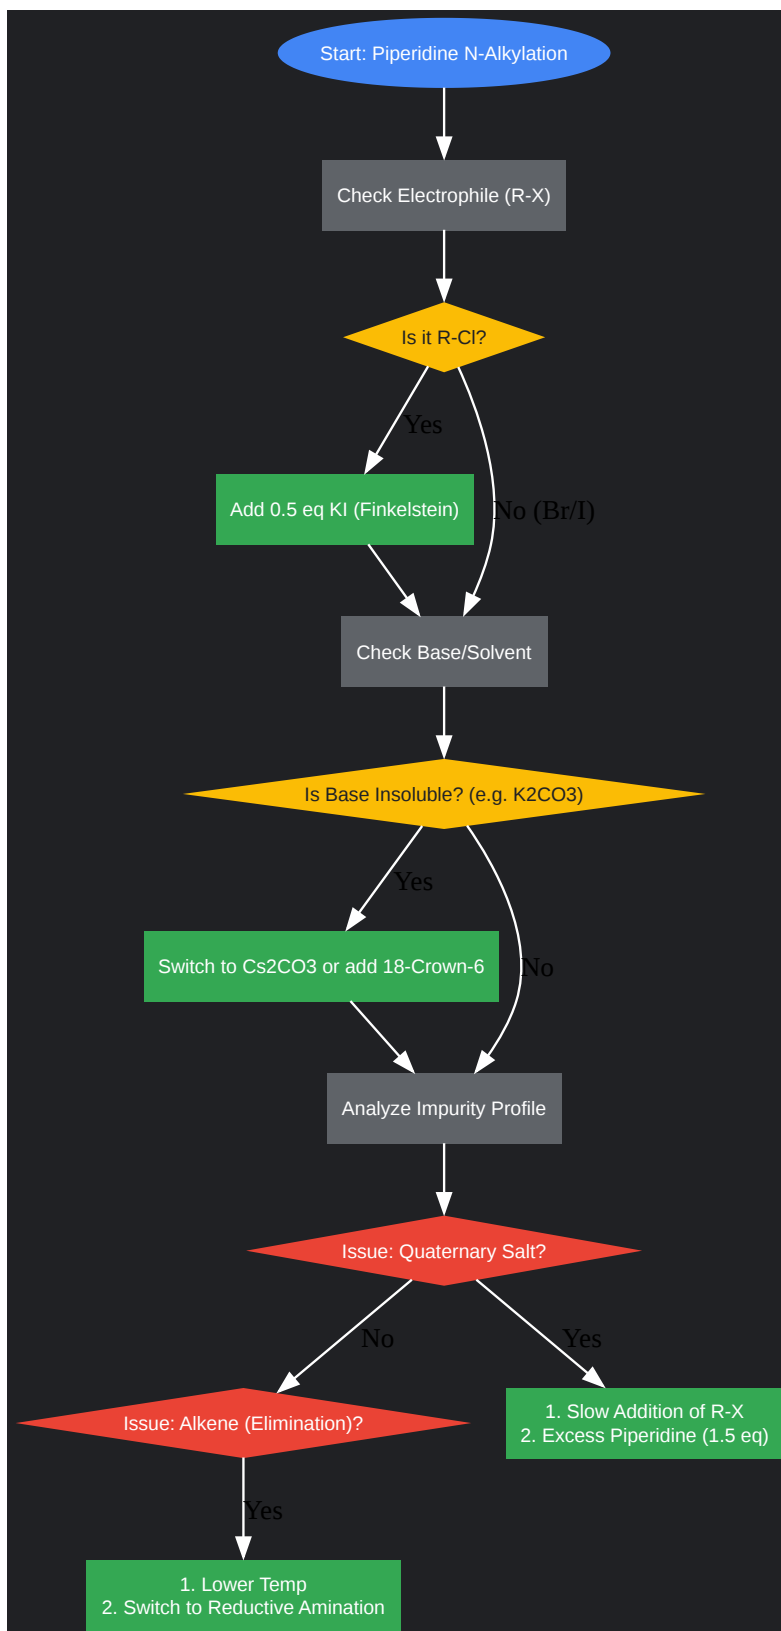 Start: Piperidine N-Alkylation
Check Electrophile (R-X)
Is it R-Cl?
Yes
Add 0.5 eq KI (Finkelstein)
No (Br/I)
Check Base/Solvent
Is Base Insoluble? (e.g. K2CO3)
Yes
Switch to Cs2CO3 or add 18-Crown-6
No
Analyze Impurity Profile
Issue: Quaternary Salt?
No
Yes
Issue: Alkene (Elimination)?
1. Slow Addition of R-X
2. Excess Piperidine (1.5 eq)
Yes
1. Lower Temp
2. Switch to Reductive Amination